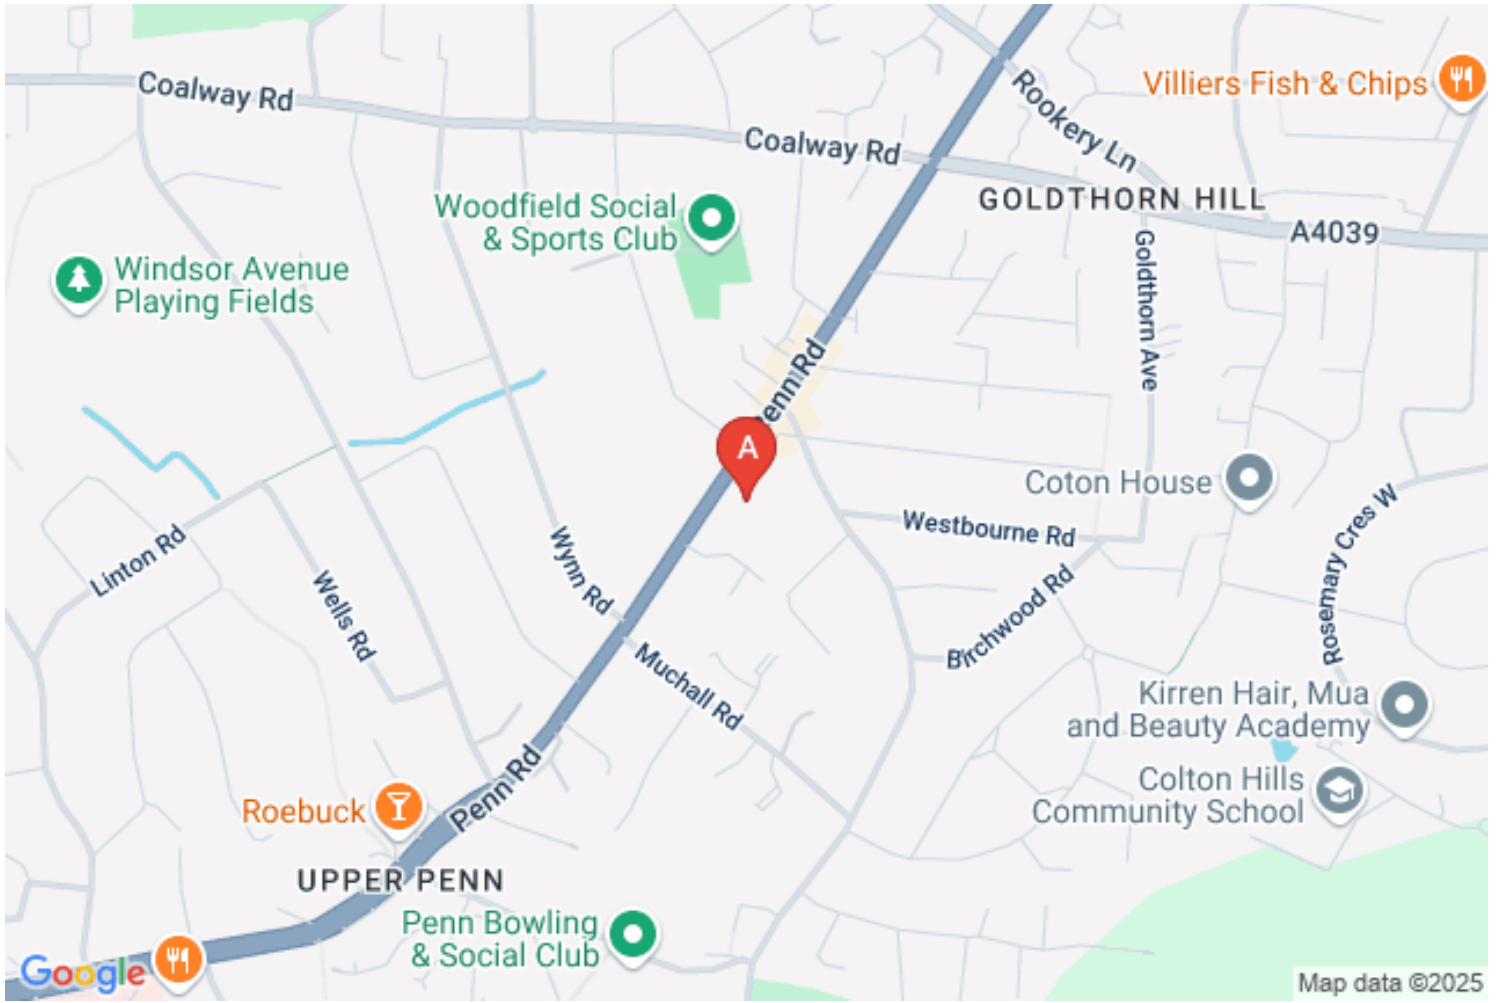 Coalway Rd
Villiers Fish & Chips
Rookery Ln
Coalway Rd
GOLDTHORN HILL
Woodfield Social
& Sports Club
A4039
Windsor Avenue
Playing Fields
Goldthorn Ave
Penn Rd
A
Coton House
Westbourne Rd
Rosemary Cres W
Linton Rd
Wynn Rd
Wells Rd
Birchwood Rd
Muchall Rd
Kirren Hair, Mua
and Beauty Academy
Penn Rd
Colton Hills
Community School
Roebuck
UPPER PENN
Penn Bowling
& Social Club
Google
Map data ©2025